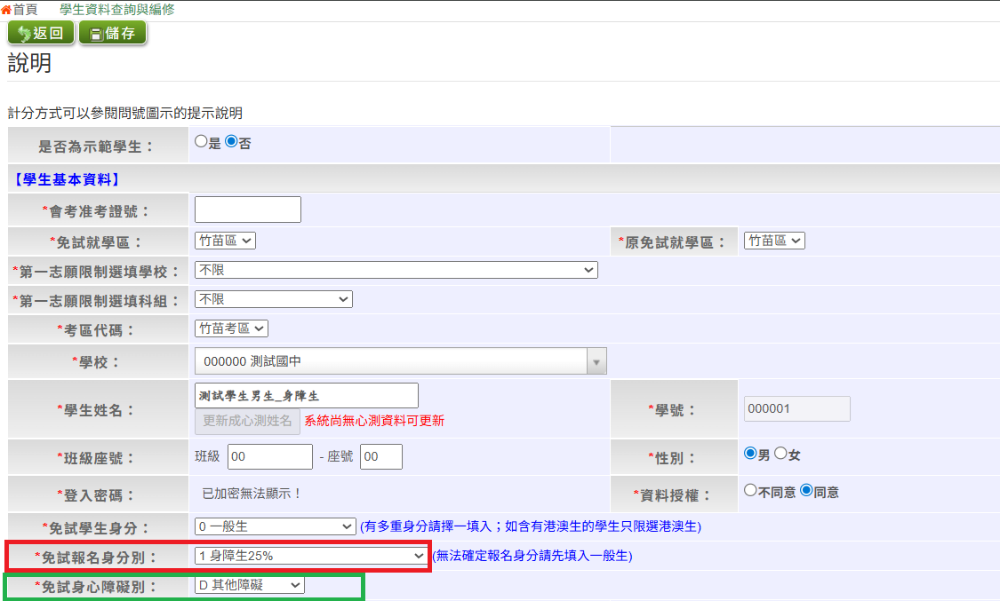 首頁 學生資料查詢與編修
返回 儲存
說明
計分方式可以參閱問號圖示的提示說明
是否為示範學生： 是 否
【學生基本資料】
*會考准考證號：
*免試就學區： 竹苗區 *原免試就學區： 竹苗區
*第一志願限制選填學校： 不限
*第一志願限制選填科組： 不限
*考區代碼： 竹苗考區
*學校： 000000 測試國中
*學生姓名： 測試學生男生_身障生 *學號： 000001
更新成心測姓名 系統尚無心測資料可更新
*班級座號： 班級 00 - 座號 00 *性別： 男 女
*登入密碼： 已加密無法顯示！ *資料授權： 不同意 同意
*免試學生身分： 0 一般生 (有多重身分請擇一填入；如含有港澳生的學生只限選港澳生)
*免試報名身分別： 1 身障生25% (無法確定報名身分請先填入一般生)
*免試身心障礙別： D 其他障礙